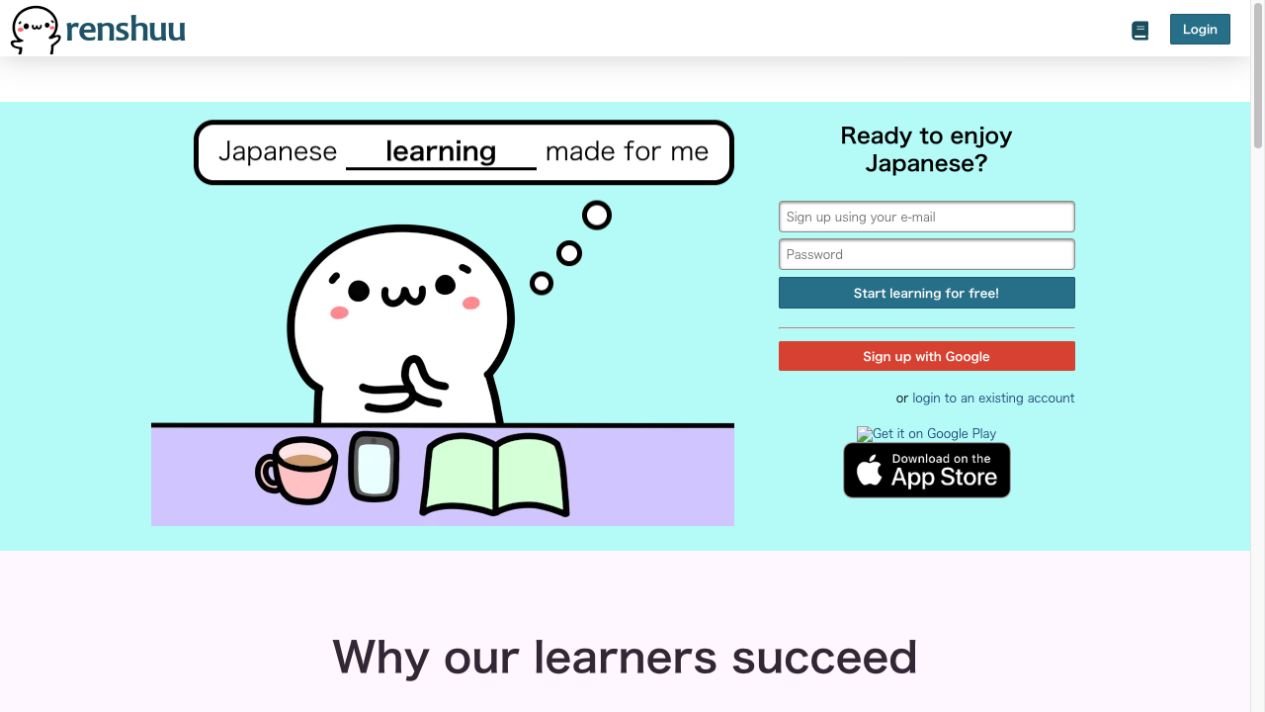 renshuu
Login
Japanese learning made for me
Ready to enjoy
Japanese?
Sign up using your e-mail
Password
Start learning for free!
Sign up with Google
or login to an existing account
Get it on Google Play
Download on the
App Store
Why our learners succeed